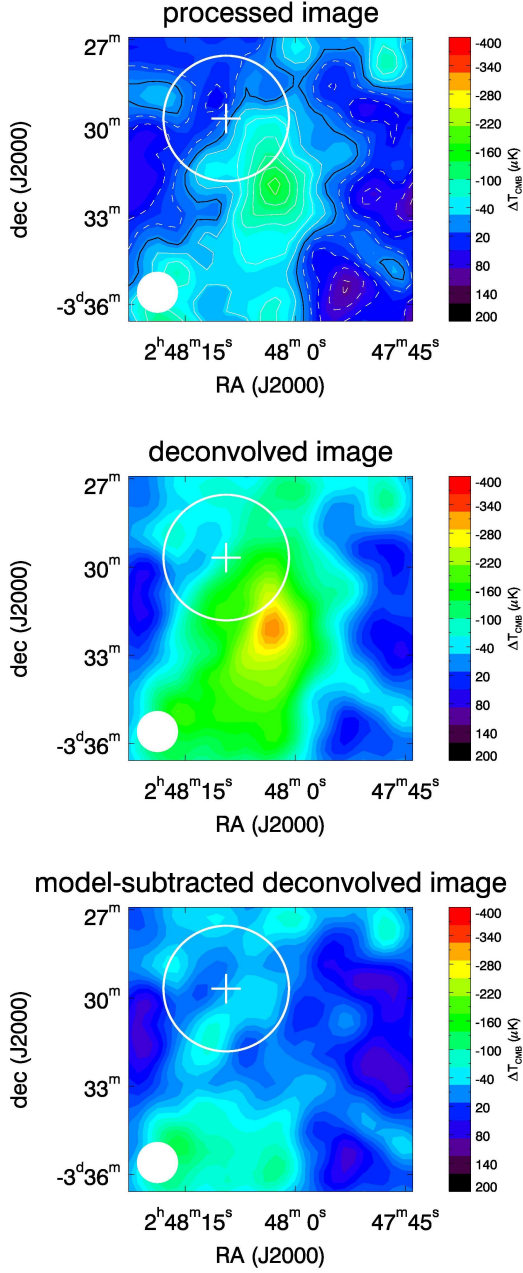 processed image
27ᵐ
30ᵐ
33ᵐ
-3ᵈ36ᵐ
dec (J2000)
2ʰ48ᵐ15ˢ 48ᵐ 0ˢ 47ᵐ45ˢ
RA (J2000)
-400
-340
-280
-220
-160
-100
-40
20
80
140
200
ΔT_CMB (μK)
deconvolved image
27ᵐ
30ᵐ
33ᵐ
-3ᵈ36ᵐ
dec (J2000)
2ʰ48ᵐ15ˢ 48ᵐ 0ˢ 47ᵐ45ˢ
RA (J2000)
-400
-340
-280
-220
-160
-100
-40
20
80
140
200
ΔT_CMB (μK)
model-subtracted deconvolved image
27ᵐ
30ᵐ
33ᵐ
-3ᵈ36ᵐ
dec (J2000)
2ʰ48ᵐ15ˢ 48ᵐ 0ˢ 47ᵐ45ˢ
RA (J2000)
-400
-340
-280
-220
-160
-100
-40
20
80
140
200
ΔT_CMB (μK)